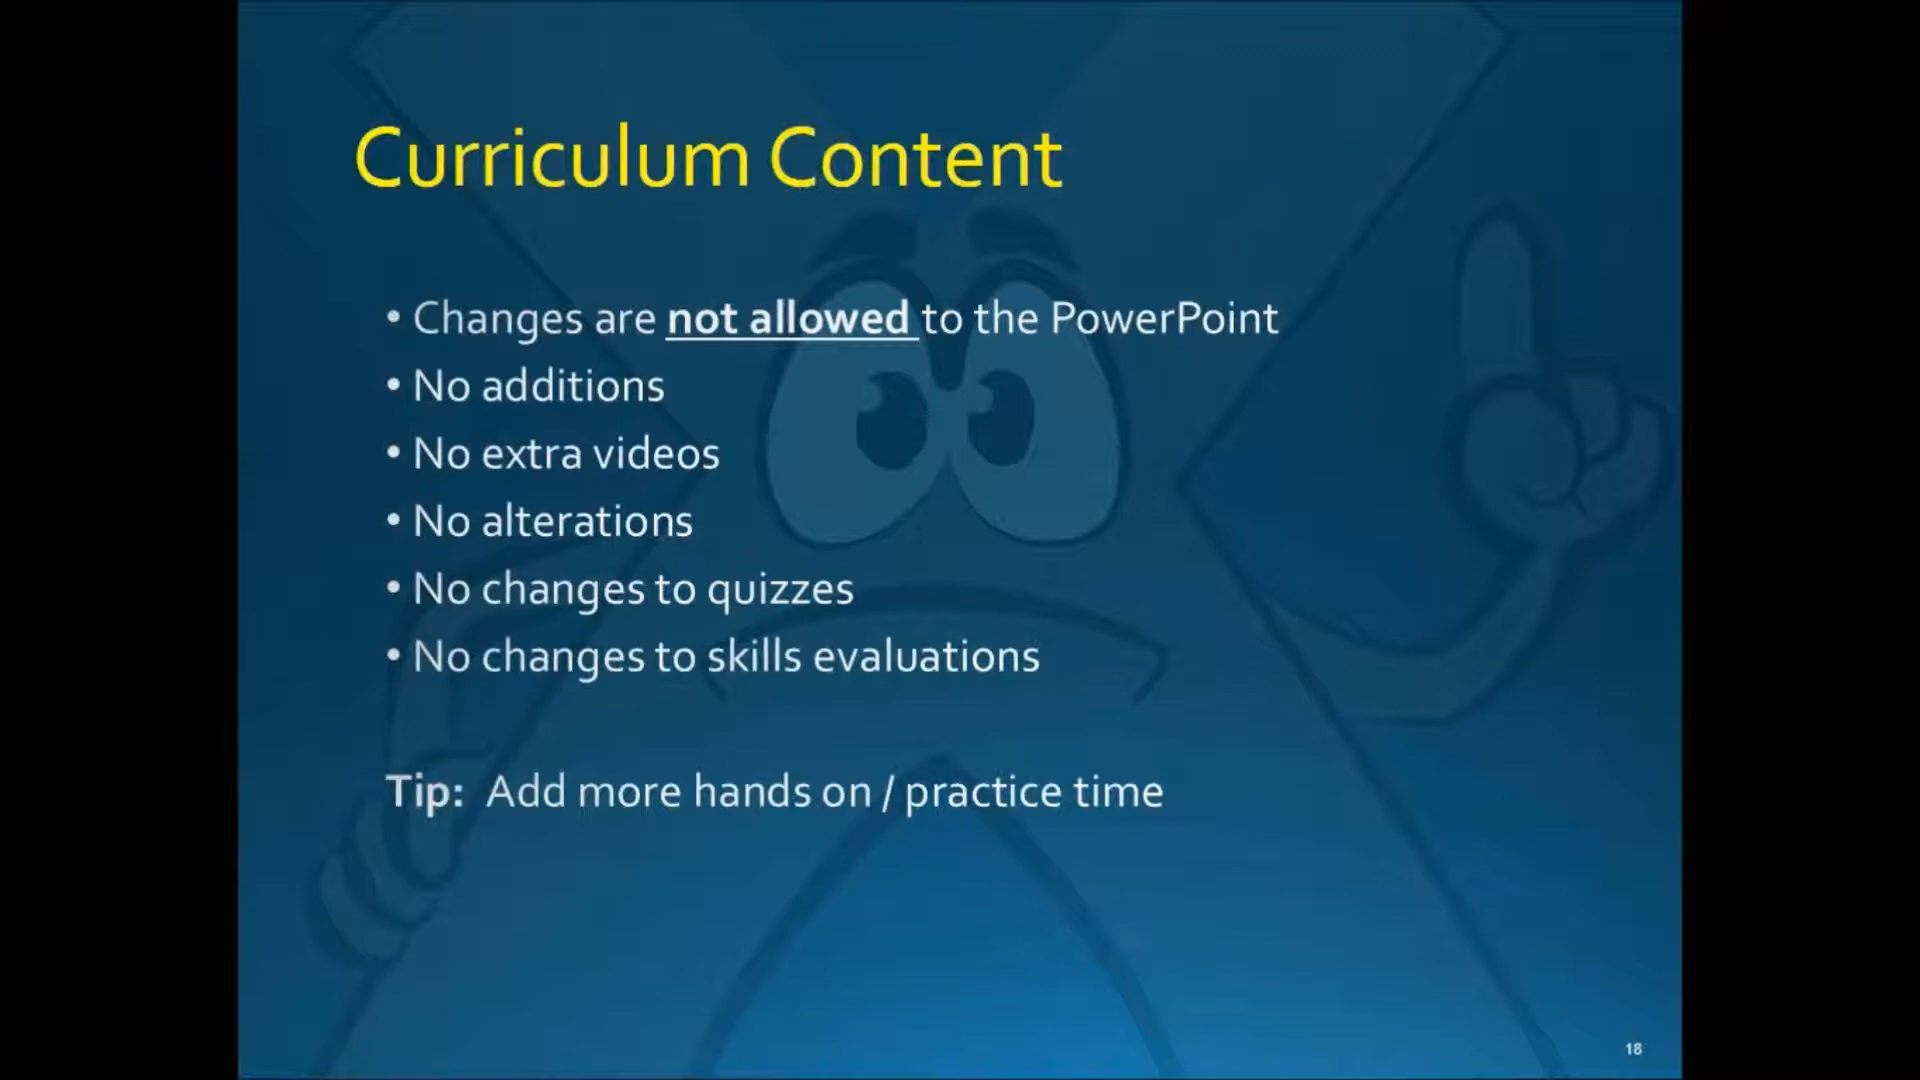 Curriculum Content
• Changes are not allowed to the PowerPoint
• No additions
• No extra videos
• No alterations
• No changes to quizzes
• No changes to skills evaluations
Tip: Add more hands on / practice time
18